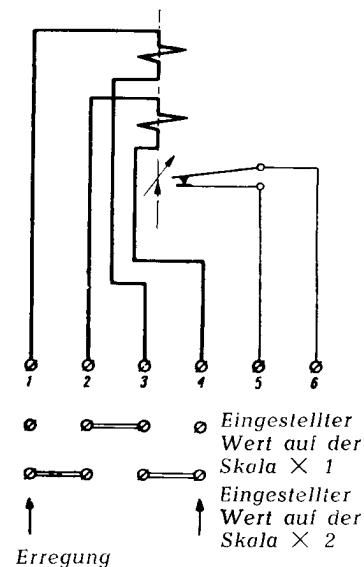 1 2 3 4 5 6
Eingestellter
Wert auf der
Skala × 1
Eingestellter
Wert auf der
Skala × 2
Erregung